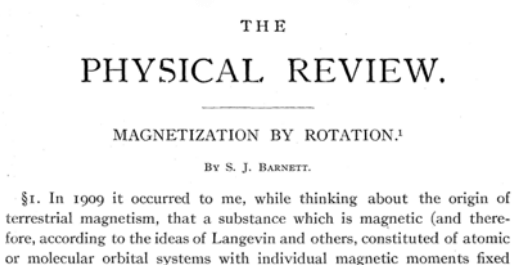 THE
PHYSICAL REVIEW.
MAGNETIZATION BY ROTATION.¹
By S. J. Barnett.
§1. In 1909 it occurred to me, while thinking about the origin of
terrestrial magnetism, that a substance which is magnetic (and there-
fore, according to the ideas of Langevin and others, constituted of atomic
or molecular orbital systems with individual magnetic moments fixed